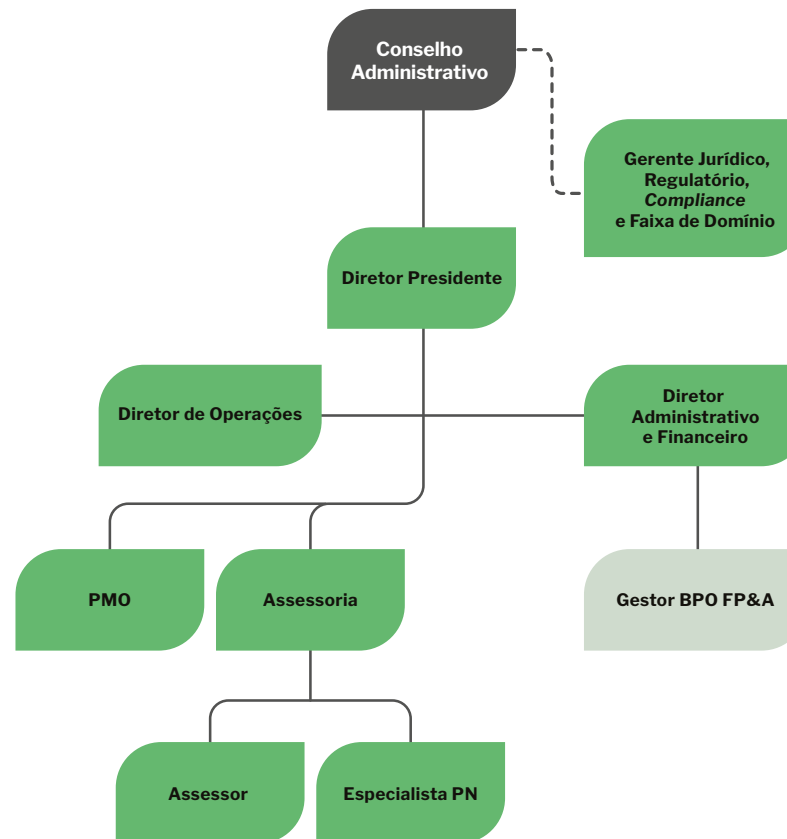 Conselho
Administrativo
Gerente Jurídico,
Regulatório,
Compliance
e Faixa de Domínio
Diretor Presidente
Diretor de Operações
Diretor
Administrativo
e Financeiro
PMO
Assessoria
Gestor BPO FP&A
Assessor
Especialista PN